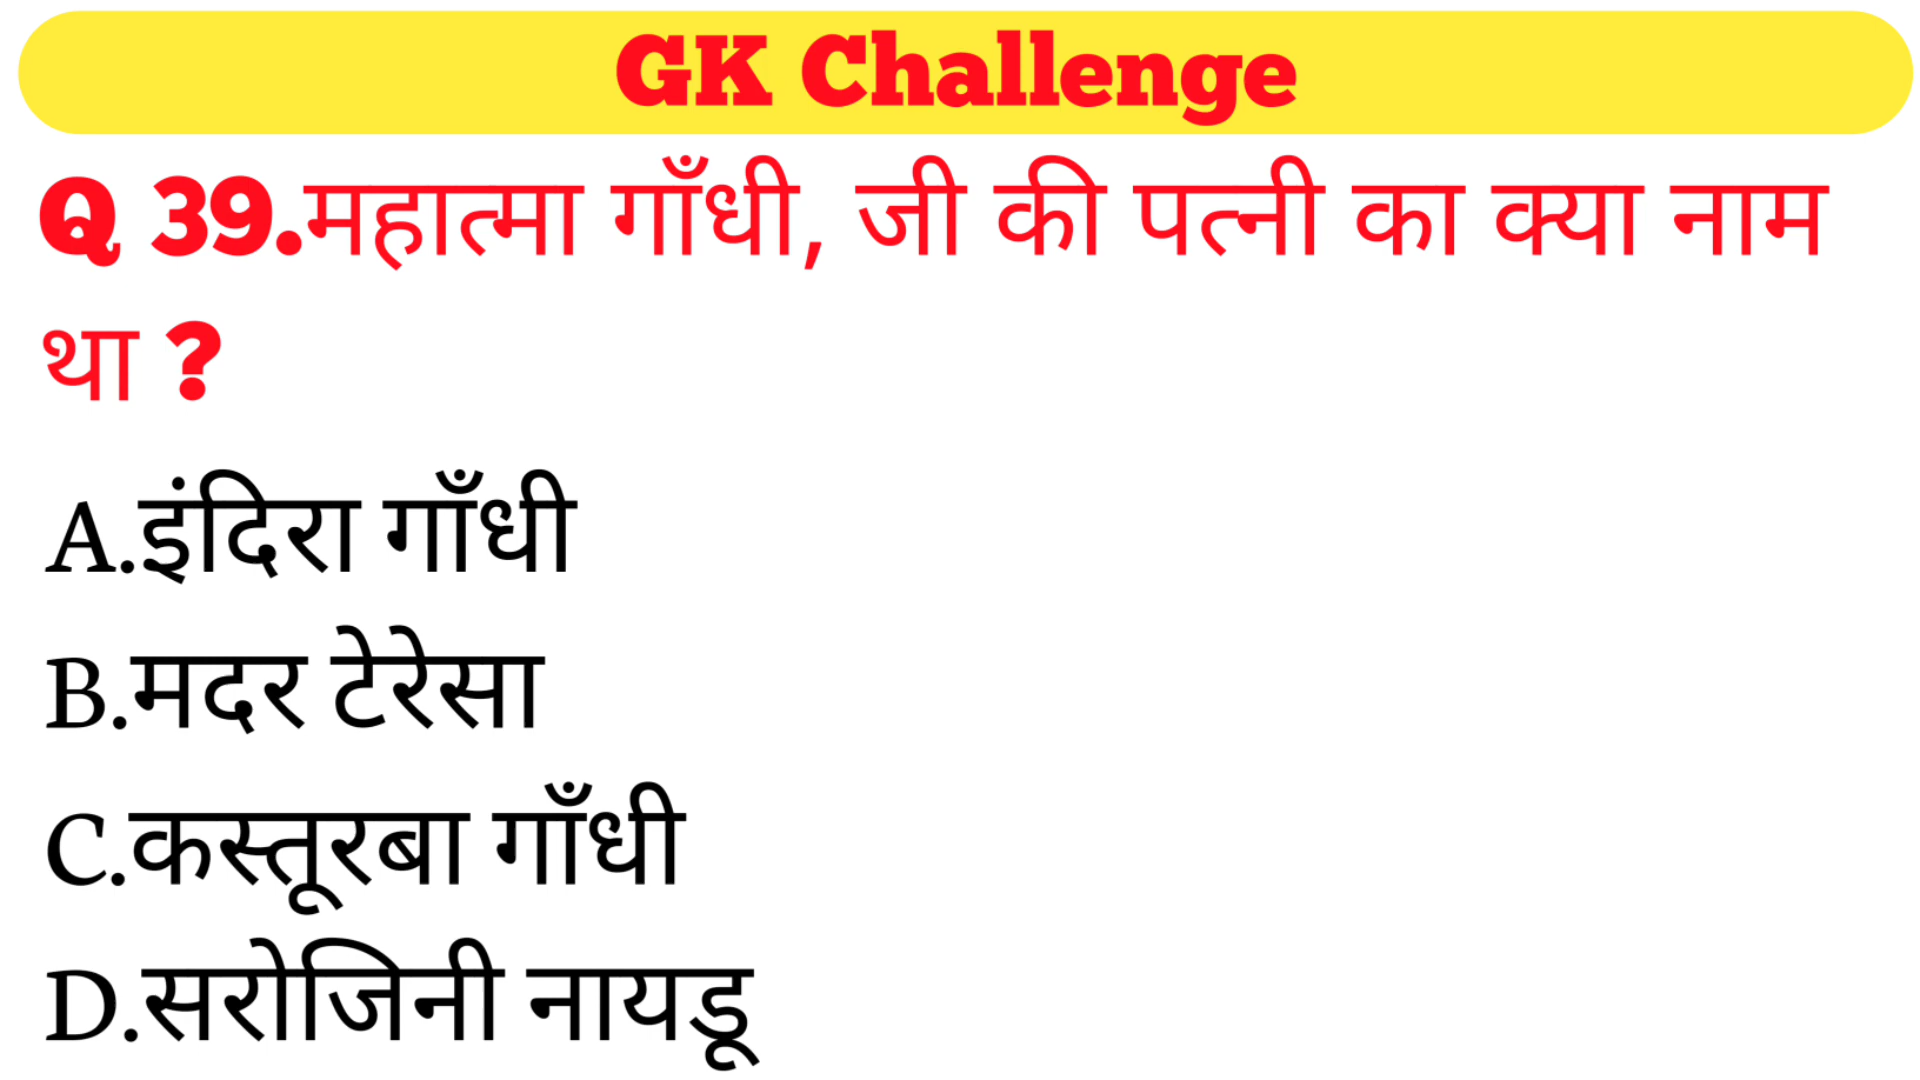 GK Challenge
Q 39.महात्मा गाँधी, जी की पत्नी का क्या नाम
था ?
A.इंदिरा गाँधी
B.मदर टेरेसा
C.कस्तूरबा गाँधी
D.सरोजिनी नायडू